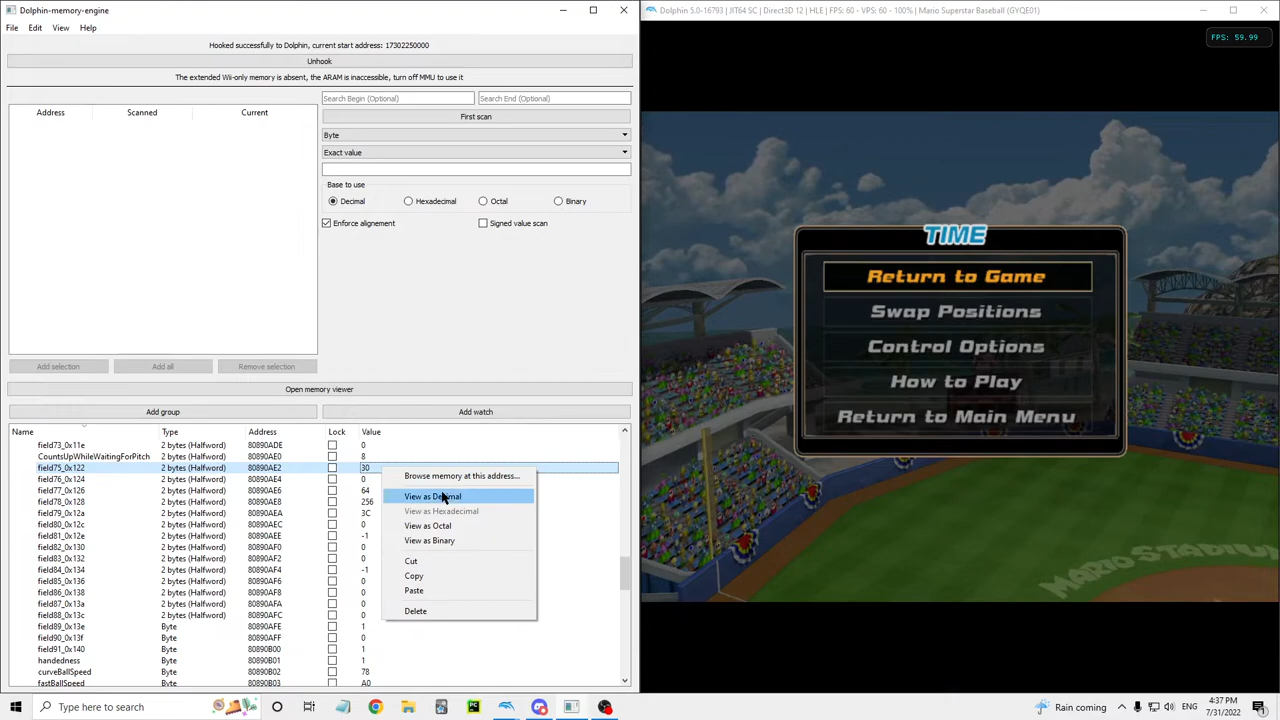 Dolphin-memory-engine
File Edit View Help
Hooked successfully to Dolphin, current start address: 17302250000
Unhook
The extended Wii-only memory is absent, the ARAM is inaccessible, turn off MMU to use it
Address Scanned Current
Search Begin (Optional) Search End (Optional)
First scan
Byte
Exact value
Base to use
Decimal Hexadecimal Octal Binary
Enforce alignement Signed value scan
Add selection Add all Remove selection
Open memory viewer
Add group Add watch
Name Type Address Lock Value
field73_0x11e 2 bytes (Halfword) 80890ADE 0
CountsUpWhileWaitingForPitch 2 bytes (Halfword) 80890AE0 8
field75_0x122 2 bytes (Halfword) 80890AE2 30
field76_0x124 2 bytes (Halfword) 80890AE4 0
field77_0x126 2 bytes (Halfword) 80890AE6 64
field78_0x128 2 bytes (Halfword) 80890AE8 256
field79_0x12a 2 bytes (Halfword) 80890AEA 3C
field80_0x12c 2 bytes (Halfword) 80890AEC 0
field81_0x12e 2 bytes (Halfword) 80890AEE -1
field82_0x130 2 bytes (Halfword) 80890AF0 0
field83_0x132 2 bytes (Halfword) 80890AF2 0
field84_0x134 2 bytes (Halfword) 80890AF4 -1
field85_0x136 2 bytes (Halfword) 80890AF6 0
field86_0x138 2 bytes (Halfword) 80890AF8 0
field87_0x13a 2 bytes (Halfword) 80890AFA 0
field88_0x13c 2 bytes (Halfword) 80890AFC 0
field89_0x13e Byte 80890AFE 1
field90_0x13f Byte 80890AFF 0
field91_0x140 Byte 80890B00 1
handedness Byte 80890B01 1
curveBallSpeed Byte 80890B02 78
fastBallSpeed Byte 80890B03 A0
Browse memory at this address...
View as Decimal
View as Hexadecimal
View as Octal
View as Binary
Cut
Copy
Paste
Delete
Dolphin 5.0-16793 | JIT64 SC | Direct3D 12 | HLE | FPS: 60 - VPS: 60 - 100% | Mario Superstar Baseball (GYQE01)
FPS: 59.99
TIME
Return to Game
Swap Positions
Control Options
How to Play
Return to Main Menu
MARIO STADIUM
Type here to search
Rain coming
ENG
4:37 PM
7/31/2022